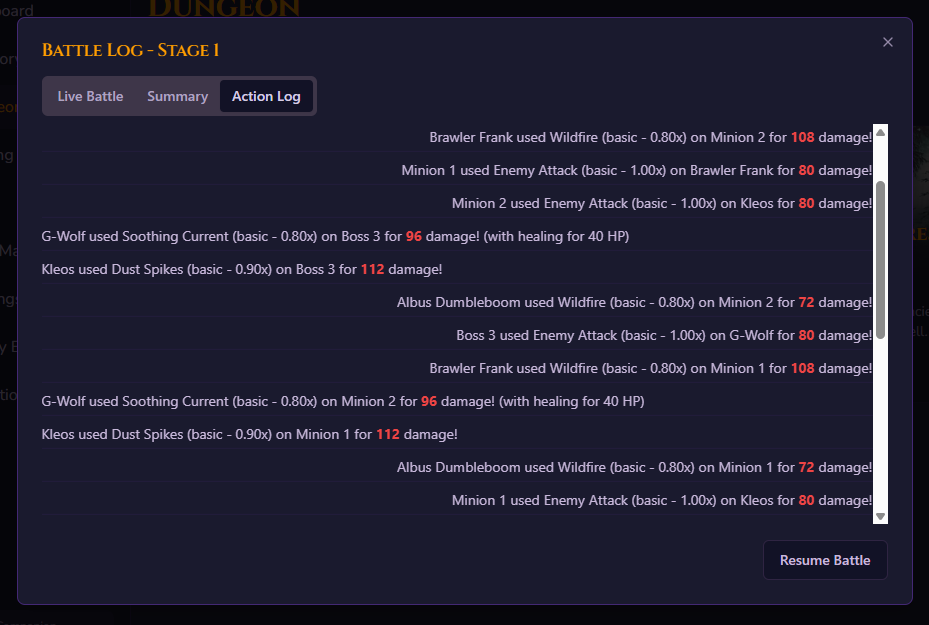 DUNGEON
BATTLE LOG - STAGE 1
Live Battle Summary Action Log
Brawler Frank used Wildfire (basic - 0.80x) on Minion 2 for 108 damage!
Minion 1 used Enemy Attack (basic - 1.00x) on Brawler Frank for 80 damage!
Minion 2 used Enemy Attack (basic - 1.00x) on Kleos for 80 damage!
G-Wolf used Soothing Current (basic - 0.80x) on Boss 3 for 96 damage! (with healing for 40 HP)
Kleos used Dust Spikes (basic - 0.90x) on Boss 3 for 112 damage!
Albus Dumbleboom used Wildfire (basic - 0.80x) on Minion 2 for 72 damage!
Boss 3 used Enemy Attack (basic - 1.00x) on G-Wolf for 80 damage!
Brawler Frank used Wildfire (basic - 0.80x) on Minion 1 for 108 damage!
G-Wolf used Soothing Current (basic - 0.80x) on Minion 2 for 96 damage! (with healing for 40 HP)
Kleos used Dust Spikes (basic - 0.90x) on Minion 1 for 112 damage!
Albus Dumbleboom used Wildfire (basic - 0.80x) on Minion 1 for 72 damage!
Minion 1 used Enemy Attack (basic - 1.00x) on Kleos for 80 damage!
Resume Battle